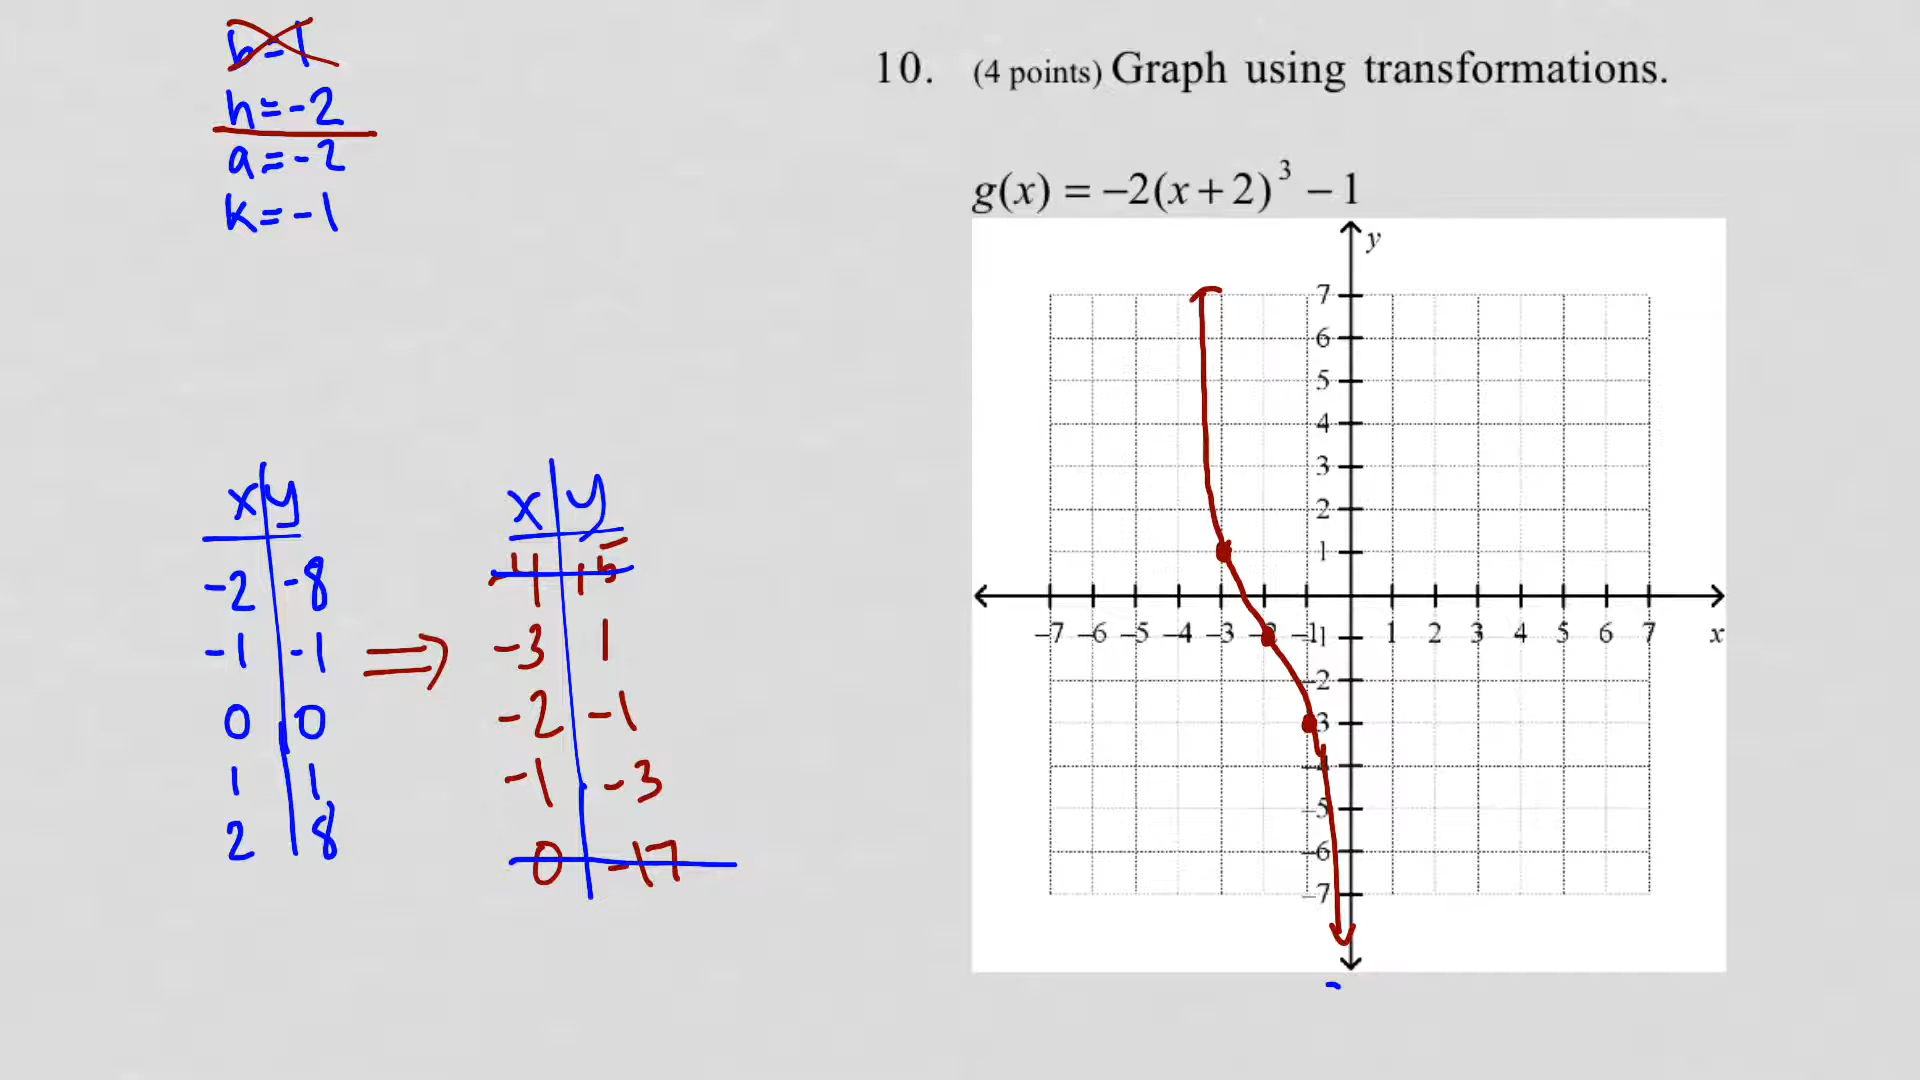 b=1
h=-2
a=-2
k=-1
10. (4 points) Graph using transformations.
g(x) = −2(x+2)³ − 1
y
7
6
5
4
3
2
1
−7 −6 −5 −4 −3 −2 −1 1 2 3 4 5 6 7 x
−2
−3
−4
−5
−6
−7
x y
-2 -8
-1 -1
0 0
1 1
2 8
x y
-4 15
-3 1
-2 -1
-1 -3
0 -17